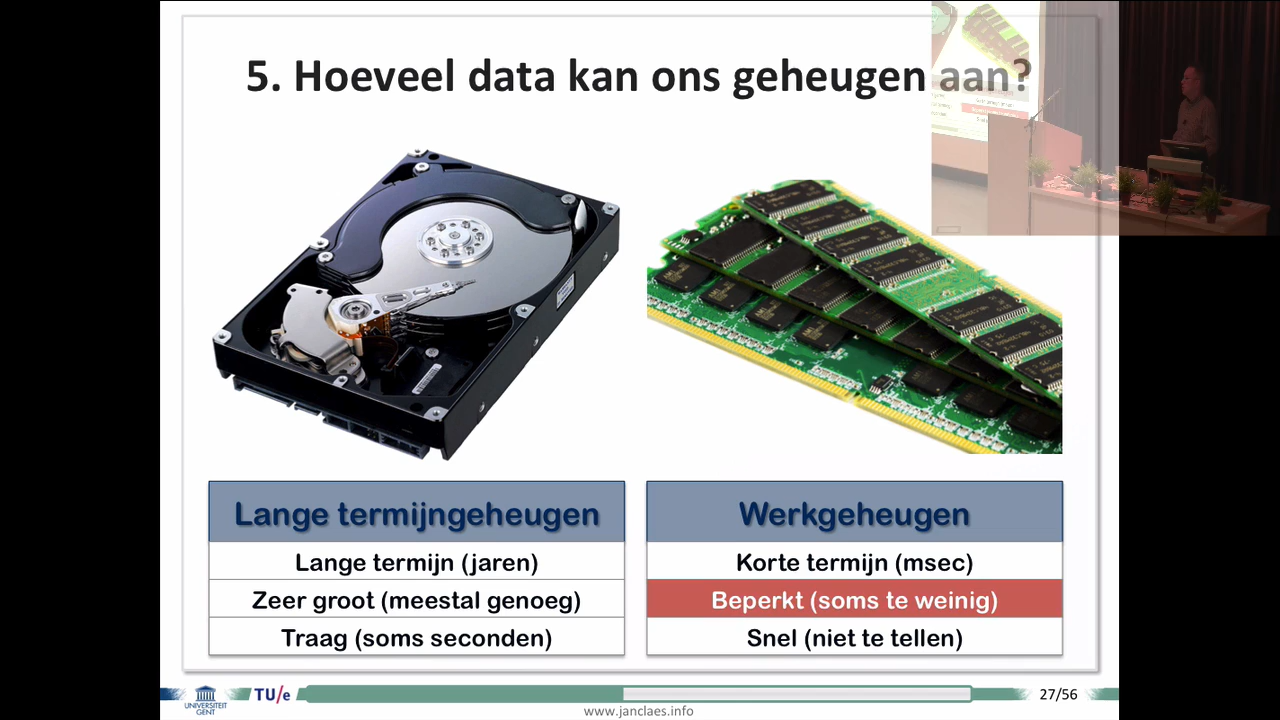 5. Hoeveel data kan ons geheugen aan?
Lange termijngeheugen
Lange termijn (jaren)
Zeer groot (meestal genoeg)
Traag (soms seconden)
Werkgeheugen
Korte termijn (msec)
Beperkt (soms te weinig)
Snel (niet te tellen)
UNIVERSITEIT
GENT
TU/e
27/56
www.janclaes.info